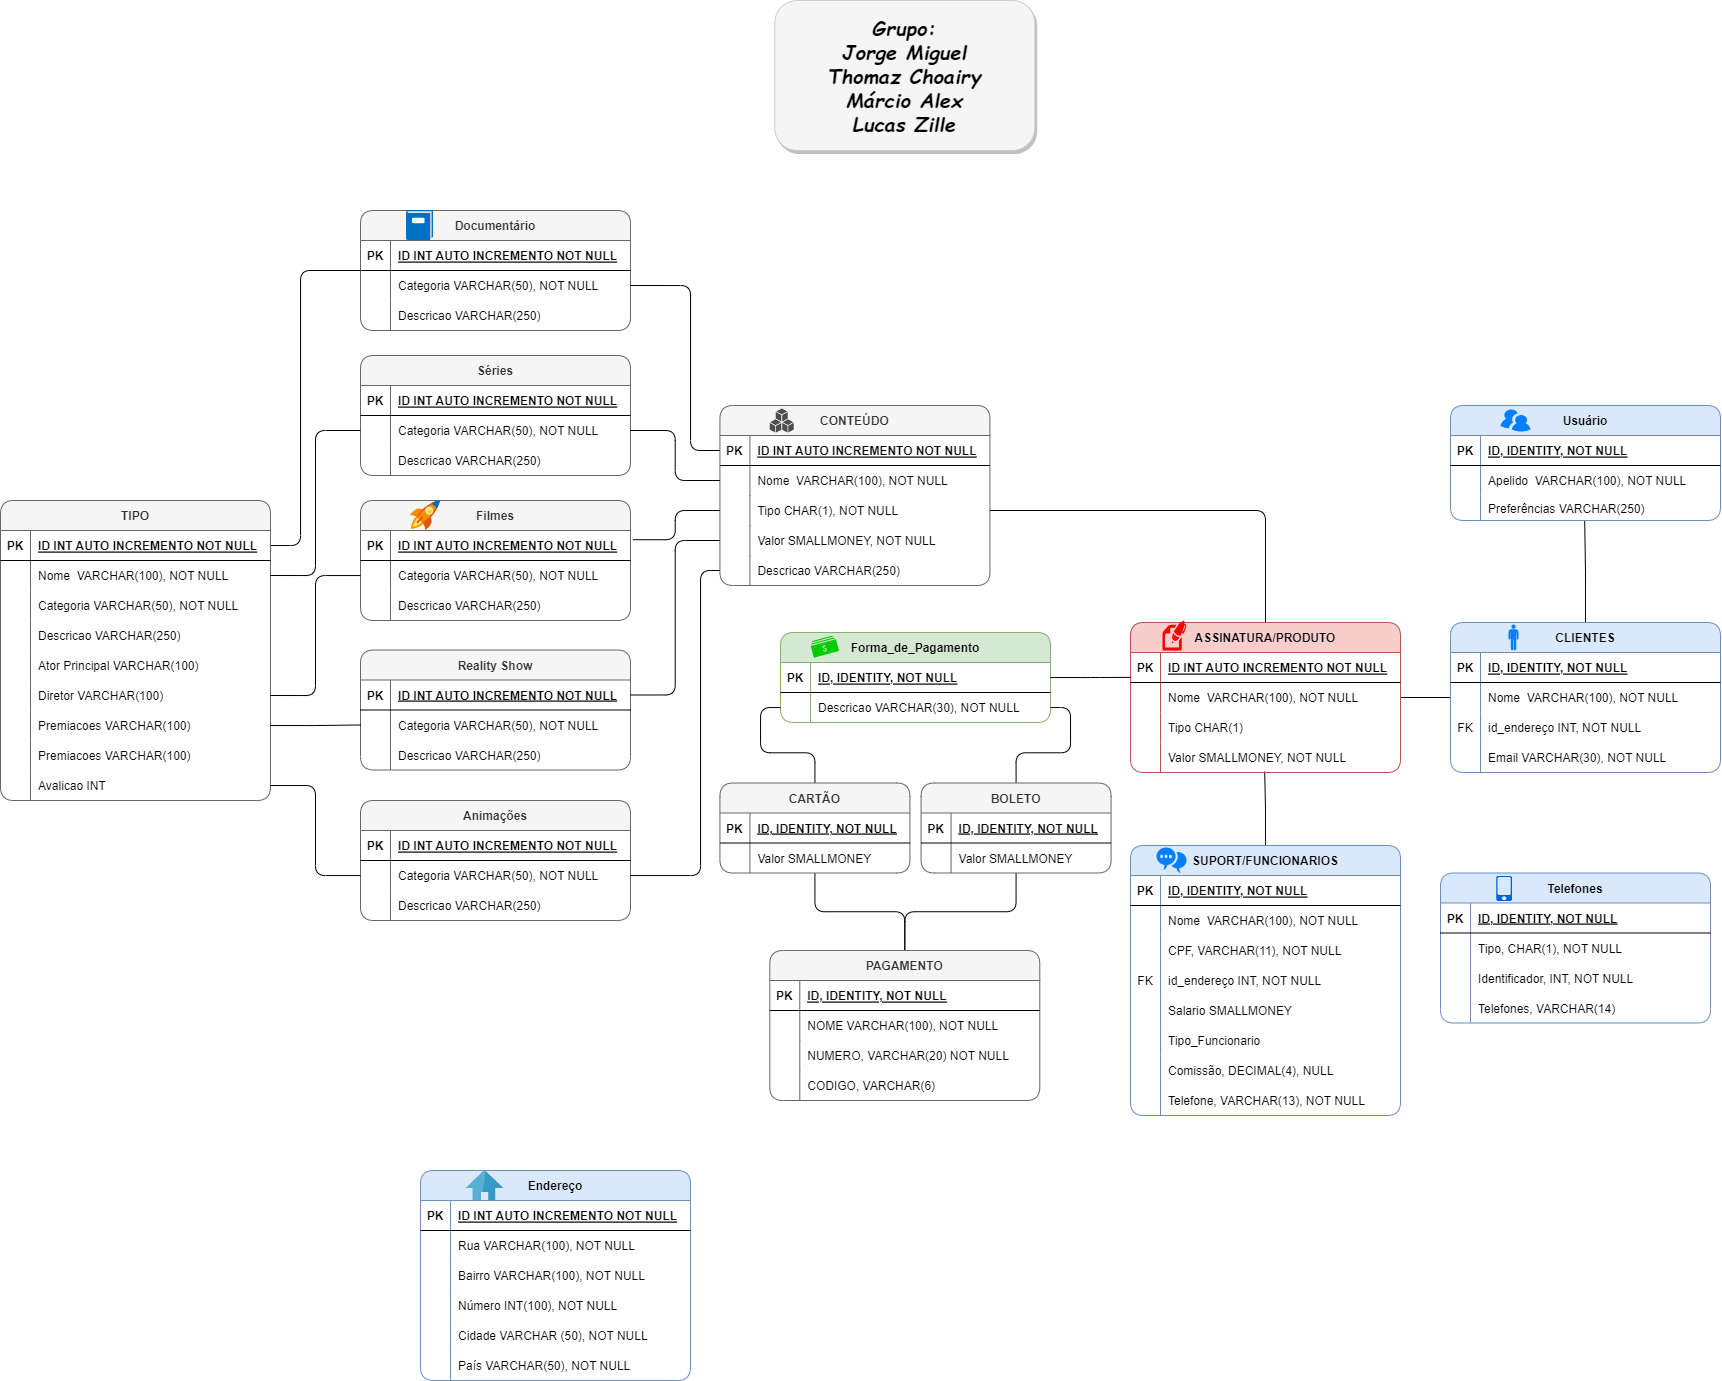 Grupo:
Jorge Miguel
Thomaz Choairy
Márcio Alex
Lucas Zille
Documentário
PK ID INT AUTO INCREMENTO NOT NULL
Categoria VARCHAR(50), NOT NULL
Descricao VARCHAR(250)
Séries
PK ID INT AUTO INCREMENTO NOT NULL
Categoria VARCHAR(50), NOT NULL
Descricao VARCHAR(250)
TIPO
PK ID INT AUTO INCREMENTO NOT NULL
Nome VARCHAR(100), NOT NULL
Categoria VARCHAR(50), NOT NULL
Descricao VARCHAR(250)
Ator Principal VARCHAR(100)
Diretor VARCHAR(100)
Premiacoes VARCHAR(100)
Premiacoes VARCHAR(100)
Avalicao INT
Filmes
PK ID INT AUTO INCREMENTO NOT NULL
Categoria VARCHAR(50), NOT NULL
Descricao VARCHAR(250)
Reality Show
PK ID INT AUTO INCREMENTO NOT NULL
Categoria VARCHAR(50), NOT NULL
Descricao VARCHAR(250)
Animações
PK ID INT AUTO INCREMENTO NOT NULL
Categoria VARCHAR(50), NOT NULL
Descricao VARCHAR(250)
CONTEÚDO
PK ID INT AUTO INCREMENTO NOT NULL
Nome VARCHAR(100), NOT NULL
Tipo CHAR(1), NOT NULL
Valor SMALLMONEY, NOT NULL
Descricao VARCHAR(250)
Usuário
PK ID, IDENTITY, NOT NULL
Apelido VARCHAR(100), NOT NULL
Preferências VARCHAR(250)
Forma_de_Pagamento
PK ID, IDENTITY, NOT NULL
Descricao VARCHAR(30), NOT NULL
ASSINATURA/PRODUTO
PK ID INT AUTO INCREMENTO NOT NULL
Nome VARCHAR(100), NOT NULL
Tipo CHAR(1)
Valor SMALLMONEY, NOT NULL
CLIENTES
PK ID, IDENTITY, NOT NULL
Nome VARCHAR(100), NOT NULL
FK id_endereço INT, NOT NULL
Email VARCHAR(30), NOT NULL
CARTÃO
PK ID, IDENTITY, NOT NULL
Valor SMALLMONEY
BOLETO
PK ID, IDENTITY, NOT NULL
Valor SMALLMONEY
SUPORT/FUNCIONARIOS
PK ID, IDENTITY, NOT NULL
Nome VARCHAR(100), NOT NULL
CPF, VARCHAR(11), NOT NULL
FK id_endereço INT, NOT NULL
Salario SMALLMONEY
Tipo_Funcionario
Comissão, DECIMAL(4), NULL
Telefone, VARCHAR(13), NOT NULL
Telefones
PK ID, IDENTITY, NOT NULL
Tipo, CHAR(1), NOT NULL
Identificador, INT, NOT NULL
Telefones, VARCHAR(14)
PAGAMENTO
PK ID, IDENTITY, NOT NULL
NOME VARCHAR(100), NOT NULL
NUMERO, VARCHAR(20) NOT NULL
CODIGO, VARCHAR(6)
Endereço
PK ID INT AUTO INCREMENTO NOT NULL
Rua VARCHAR(100), NOT NULL
Bairro VARCHAR(100), NOT NULL
Número INT(100), NOT NULL
Cidade VARCHAR (50), NOT NULL
País VARCHAR(50), NOT NULL